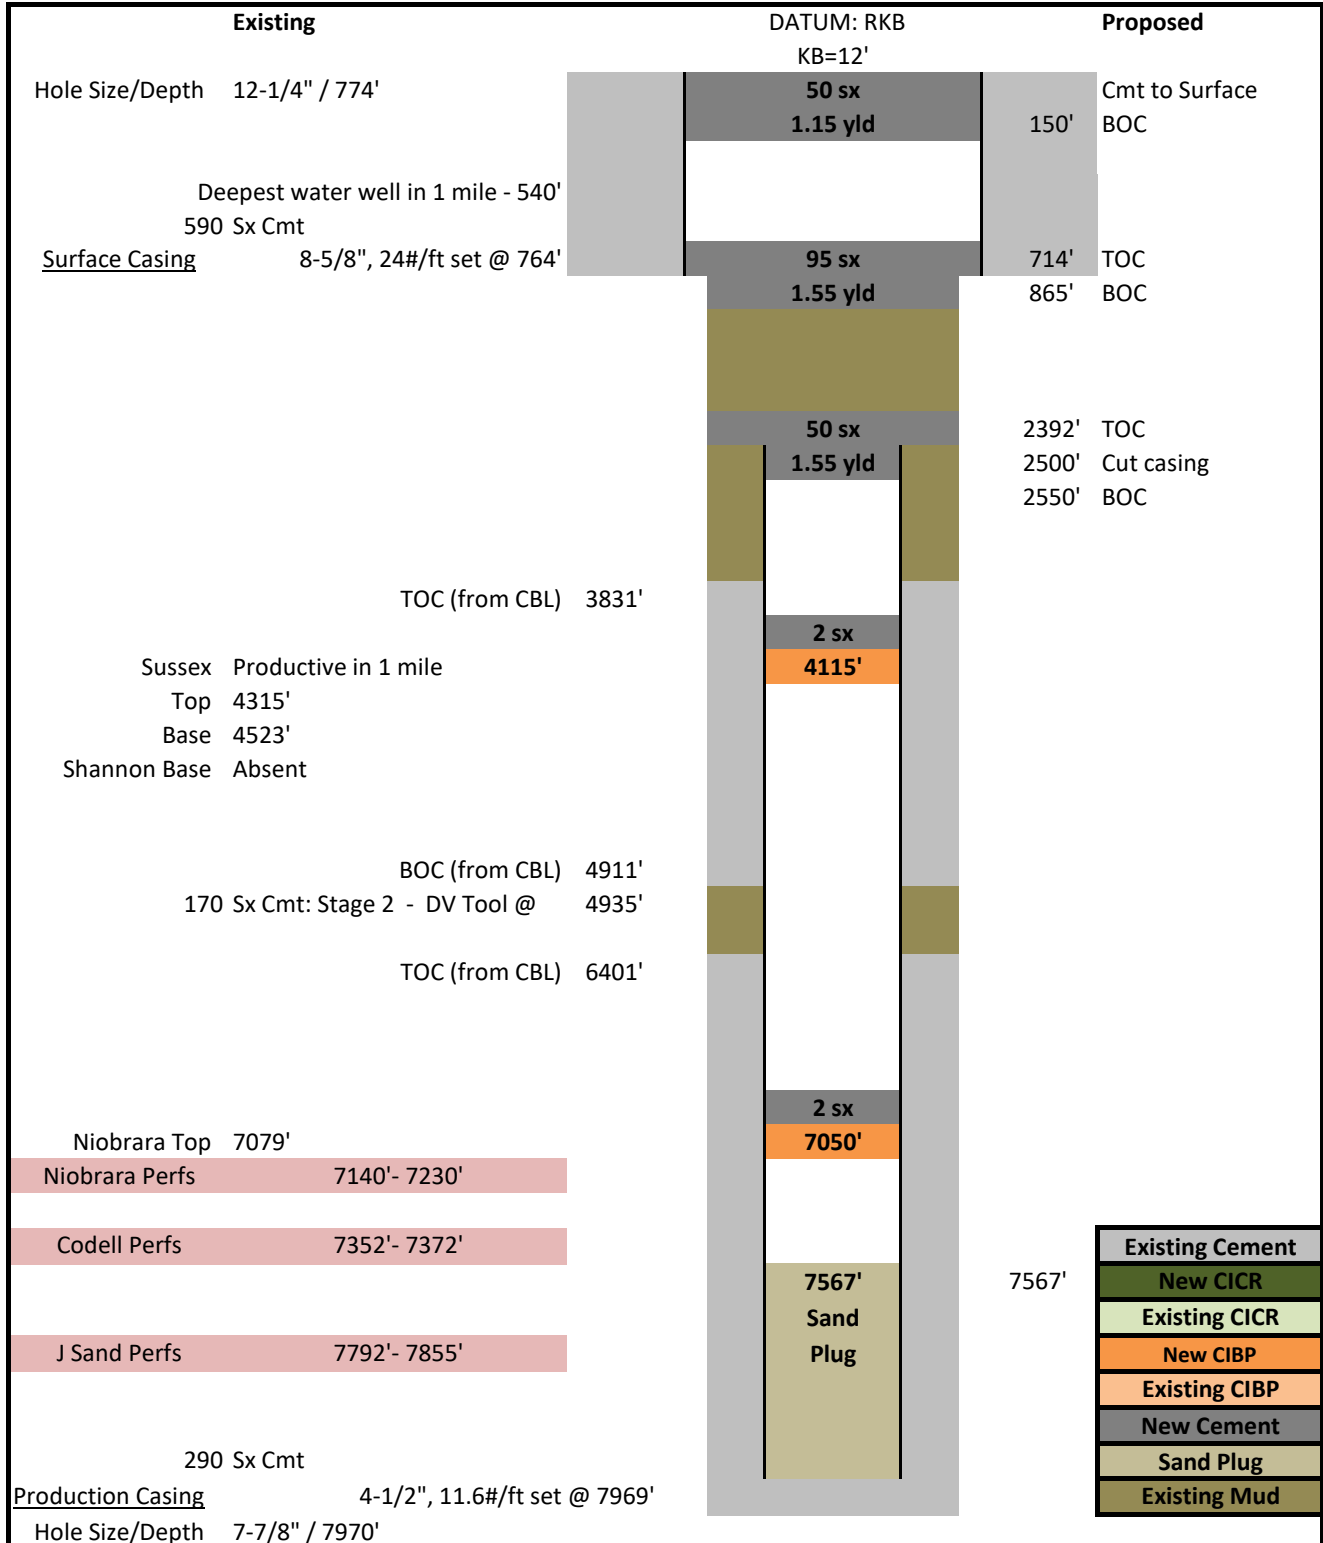 Existing DATUM: RKB Proposed
KB=12'
Hole Size/Depth 12-1/4" / 774' 50 sx Cmt to Surface
1.15 yld 150' BOC
Deepest water well in 1 mile - 540'
590 Sx Cmt
Surface Casing 8-5/8", 24#/ft set @ 764' 95 sx 714' TOC
1.55 yld 865' BOC
50 sx 2392' TOC
1.55 yld 2500' Cut casing
2550' BOC
TOC (from CBL) 3831'
2 sx
Sussex Productive in 1 mile 4115'
Top 4315'
Base 4523'
Shannon Base Absent
BOC (from CBL) 4911'
170 Sx Cmt: Stage 2 - DV Tool @ 4935'
TOC (from CBL) 6401'
2 sx
Niobrara Top 7079' 7050'
Niobrara Perfs 7140'- 7230'
Codell Perfs 7352'- 7372' Existing Cement
7567' 7567' New CICR
Sand Existing CICR
J Sand Perfs 7792'- 7855' Plug New CIBP
Existing CIBP
New Cement
290 Sx Cmt Sand Plug
Production Casing 4-1/2", 11.6#/ft set @ 7969' Existing Mud
Hole Size/Depth 7-7/8" / 7970'